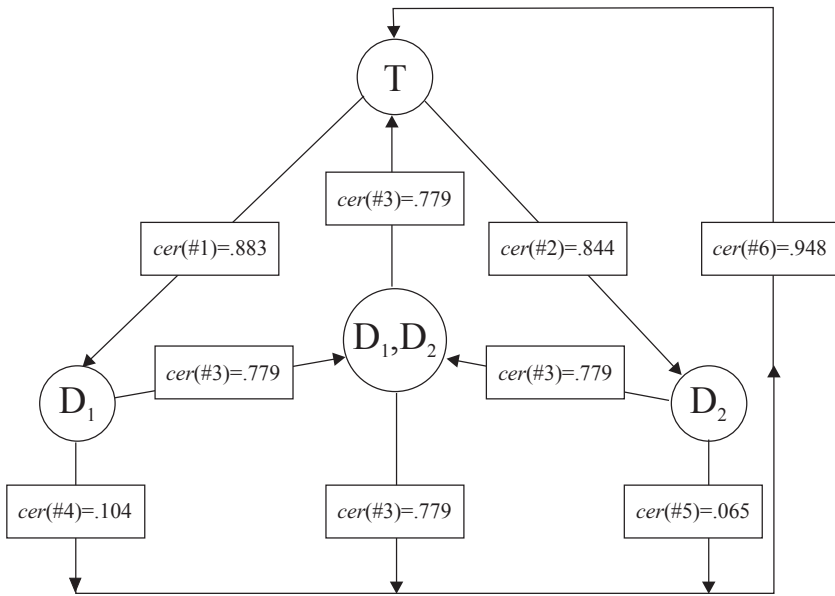 T
cer(#3)=.779
cer(#1)=.883
cer(#2)=.844
cer(#6)=.948
D₁,D₂
cer(#3)=.779
cer(#3)=.779
D₁
D₂
cer(#4)=.104
cer(#3)=.779
cer(#5)=.065